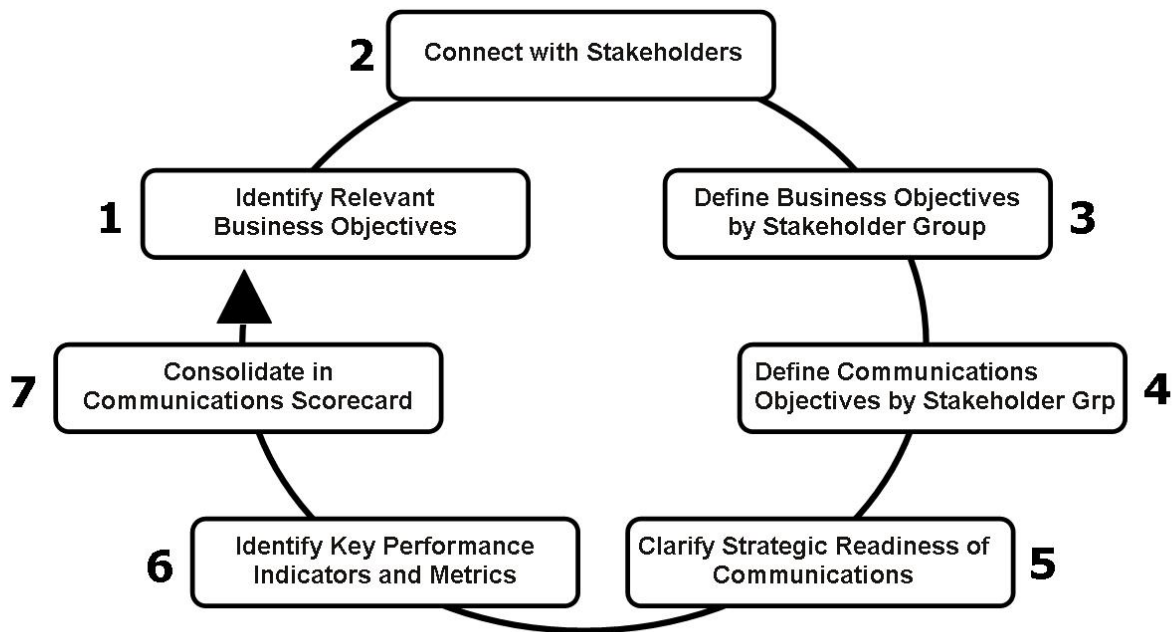 2
Connect with Stakeholders
1
Identify Relevant
Business Objectives
Define Business Objectives
by Stakeholder Group
3
7
Consolidate in
Communications Scorecard
Define Communications
Objectives by Stakeholder Grp
4
6
Identify Key Performance
Indicators and Metrics
Clarify Strategic Readiness of
Communications
5